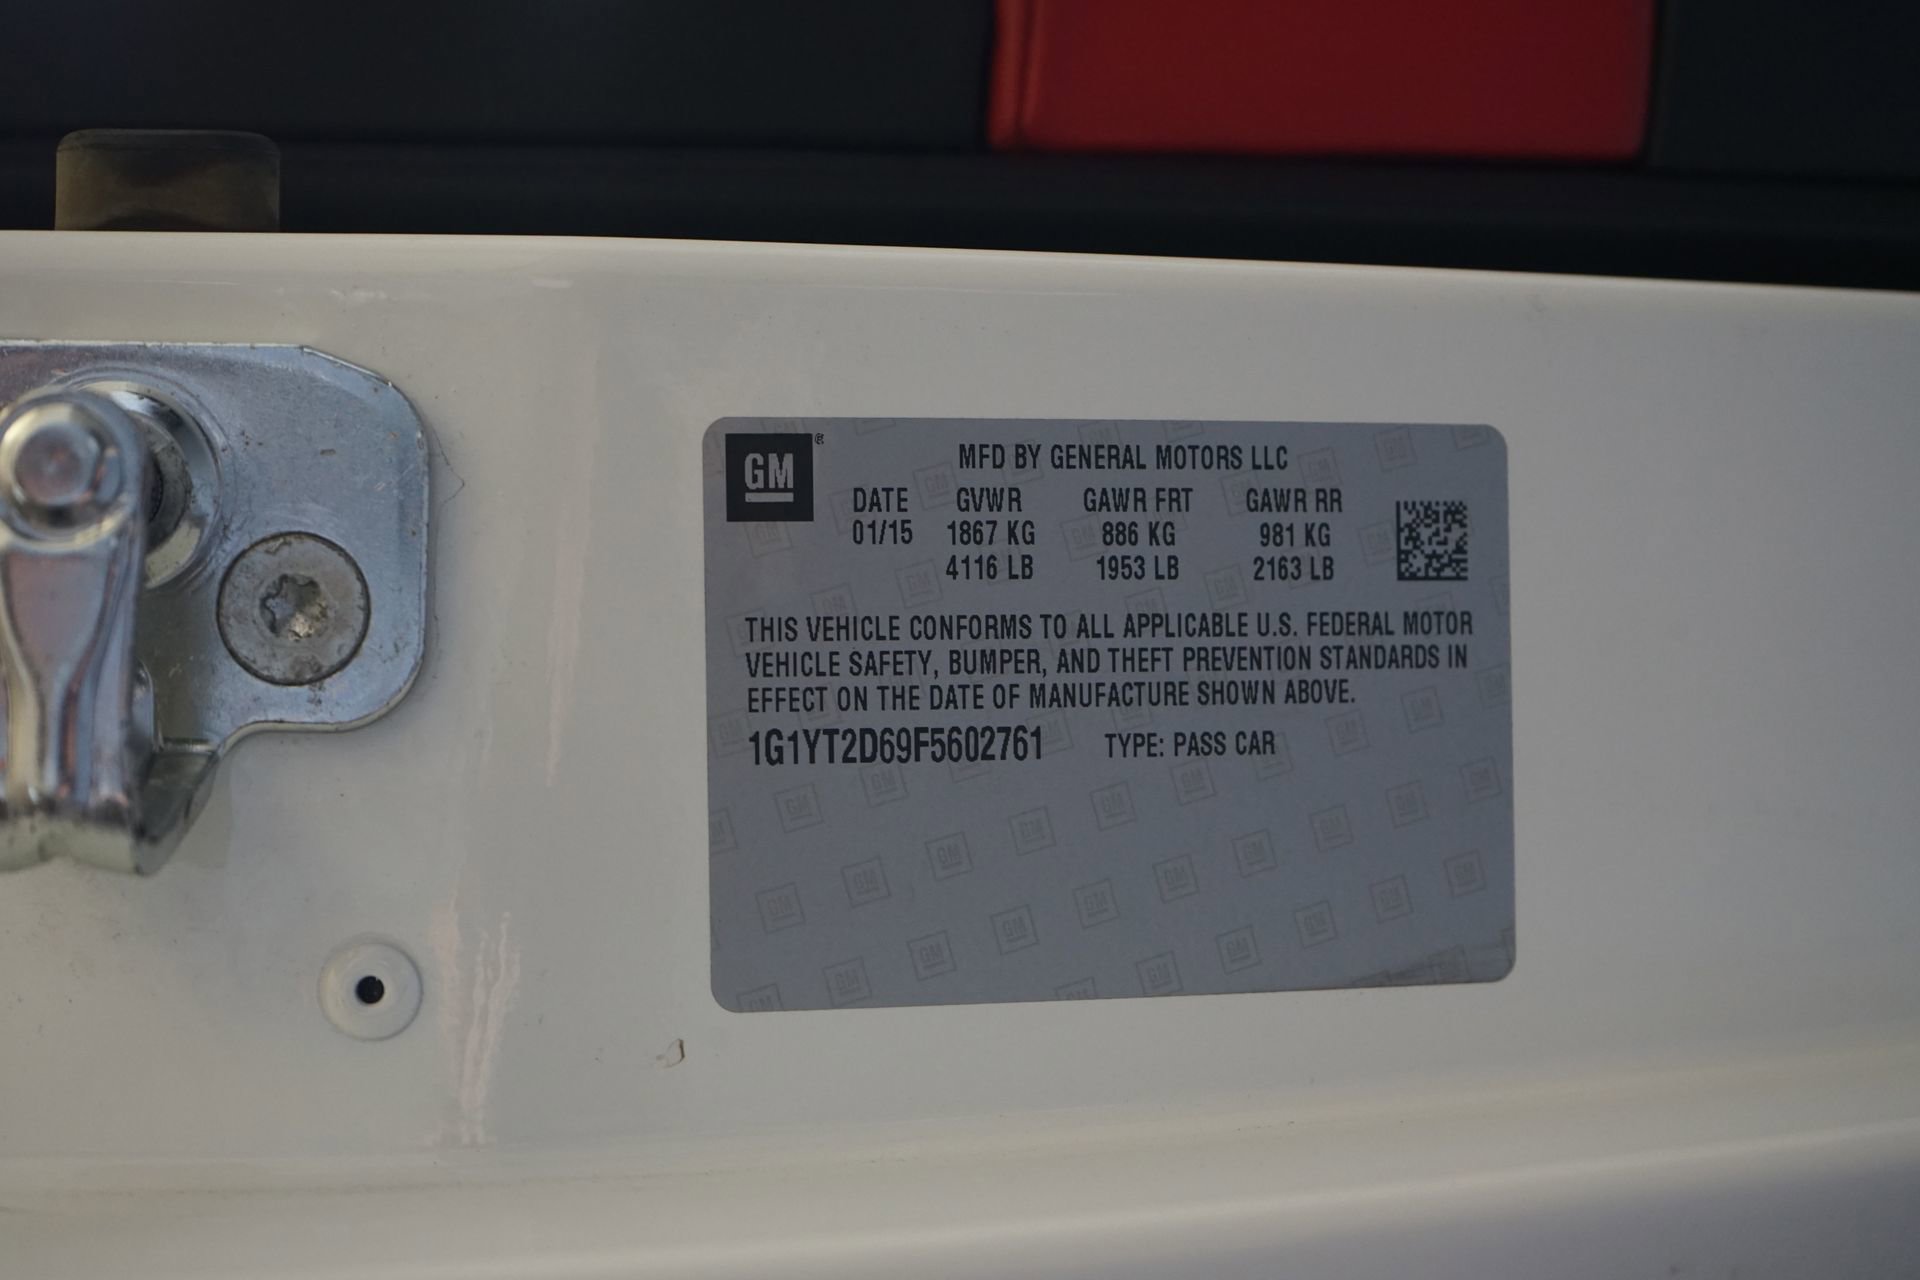 GM®
MFD BY GENERAL MOTORS LLC
DATE GVWR GAWR FRT GAWR RR
01/15 1867 KG 886 KG 981 KG
4116 LB 1953 LB 2163 LB
THIS VEHICLE CONFORMS TO ALL APPLICABLE U.S. FEDERAL MOTOR
VEHICLE SAFETY, BUMPER, AND THEFT PREVENTION STANDARDS IN
EFFECT ON THE DATE OF MANUFACTURE SHOWN ABOVE.
1G1YT2D69F5602761 TYPE: PASS CAR